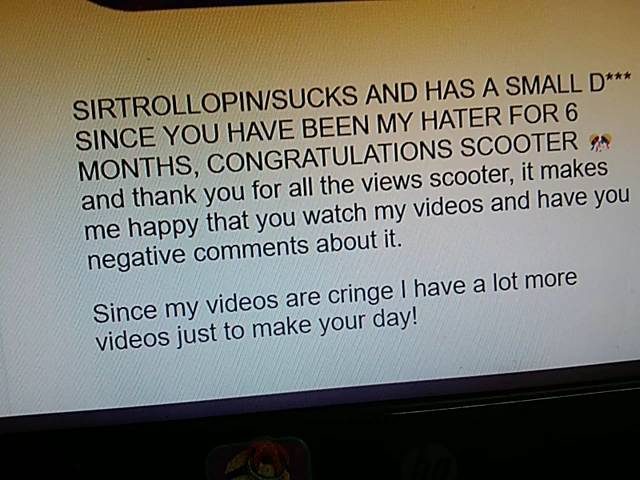 SIRTROLLOPIN/SUCKS AND HAS A SMALL D***
SINCE YOU HAVE BEEN MY HATER FOR 6
MONTHS, CONGRATULATIONS SCOOTER 🎊
and thank you for all the views scooter, it makes
me happy that you watch my videos and have you
negative comments about it.
Since my videos are cringe I have a lot more
videos just to make your day!
hp